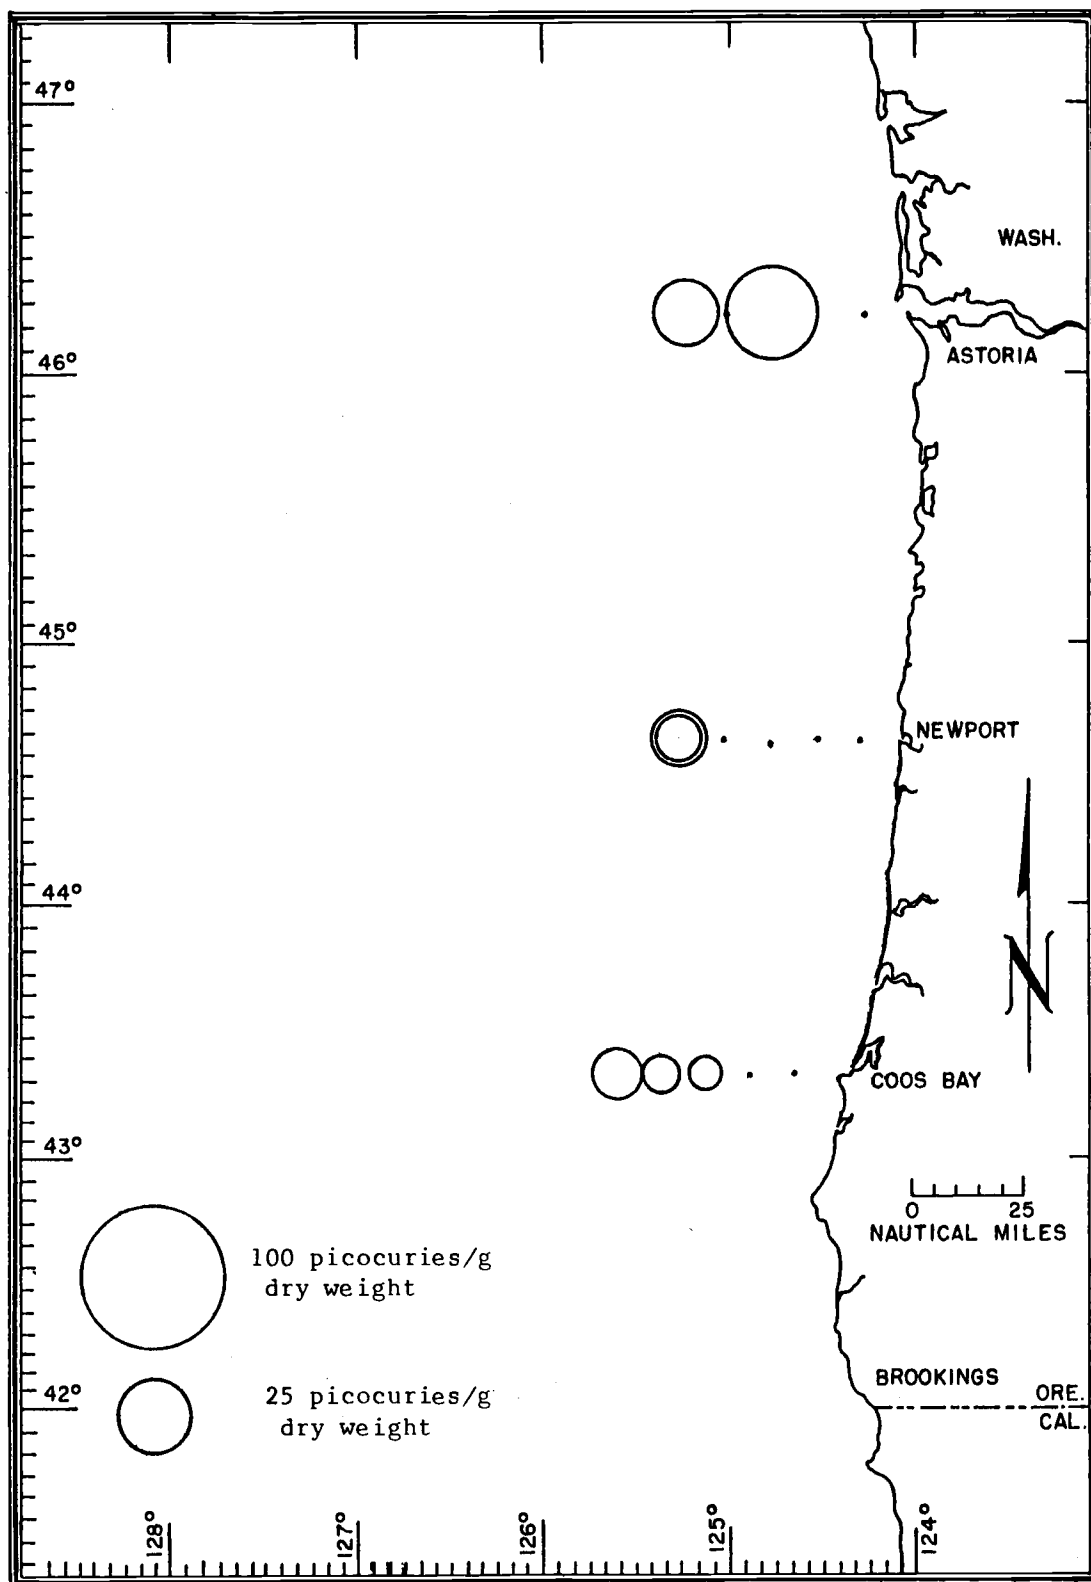 47°
WASH.
46°
ASTORIA
45°
NEWPORT
44°
N
COOS BAY
43°
0 25
NAUTICAL MILES
100 picocuries/g
dry weight
BROOKINGS
42°
ORE.
25 picocuries/g
CAL.
dry weight
128° 127° 126° 125° 124°